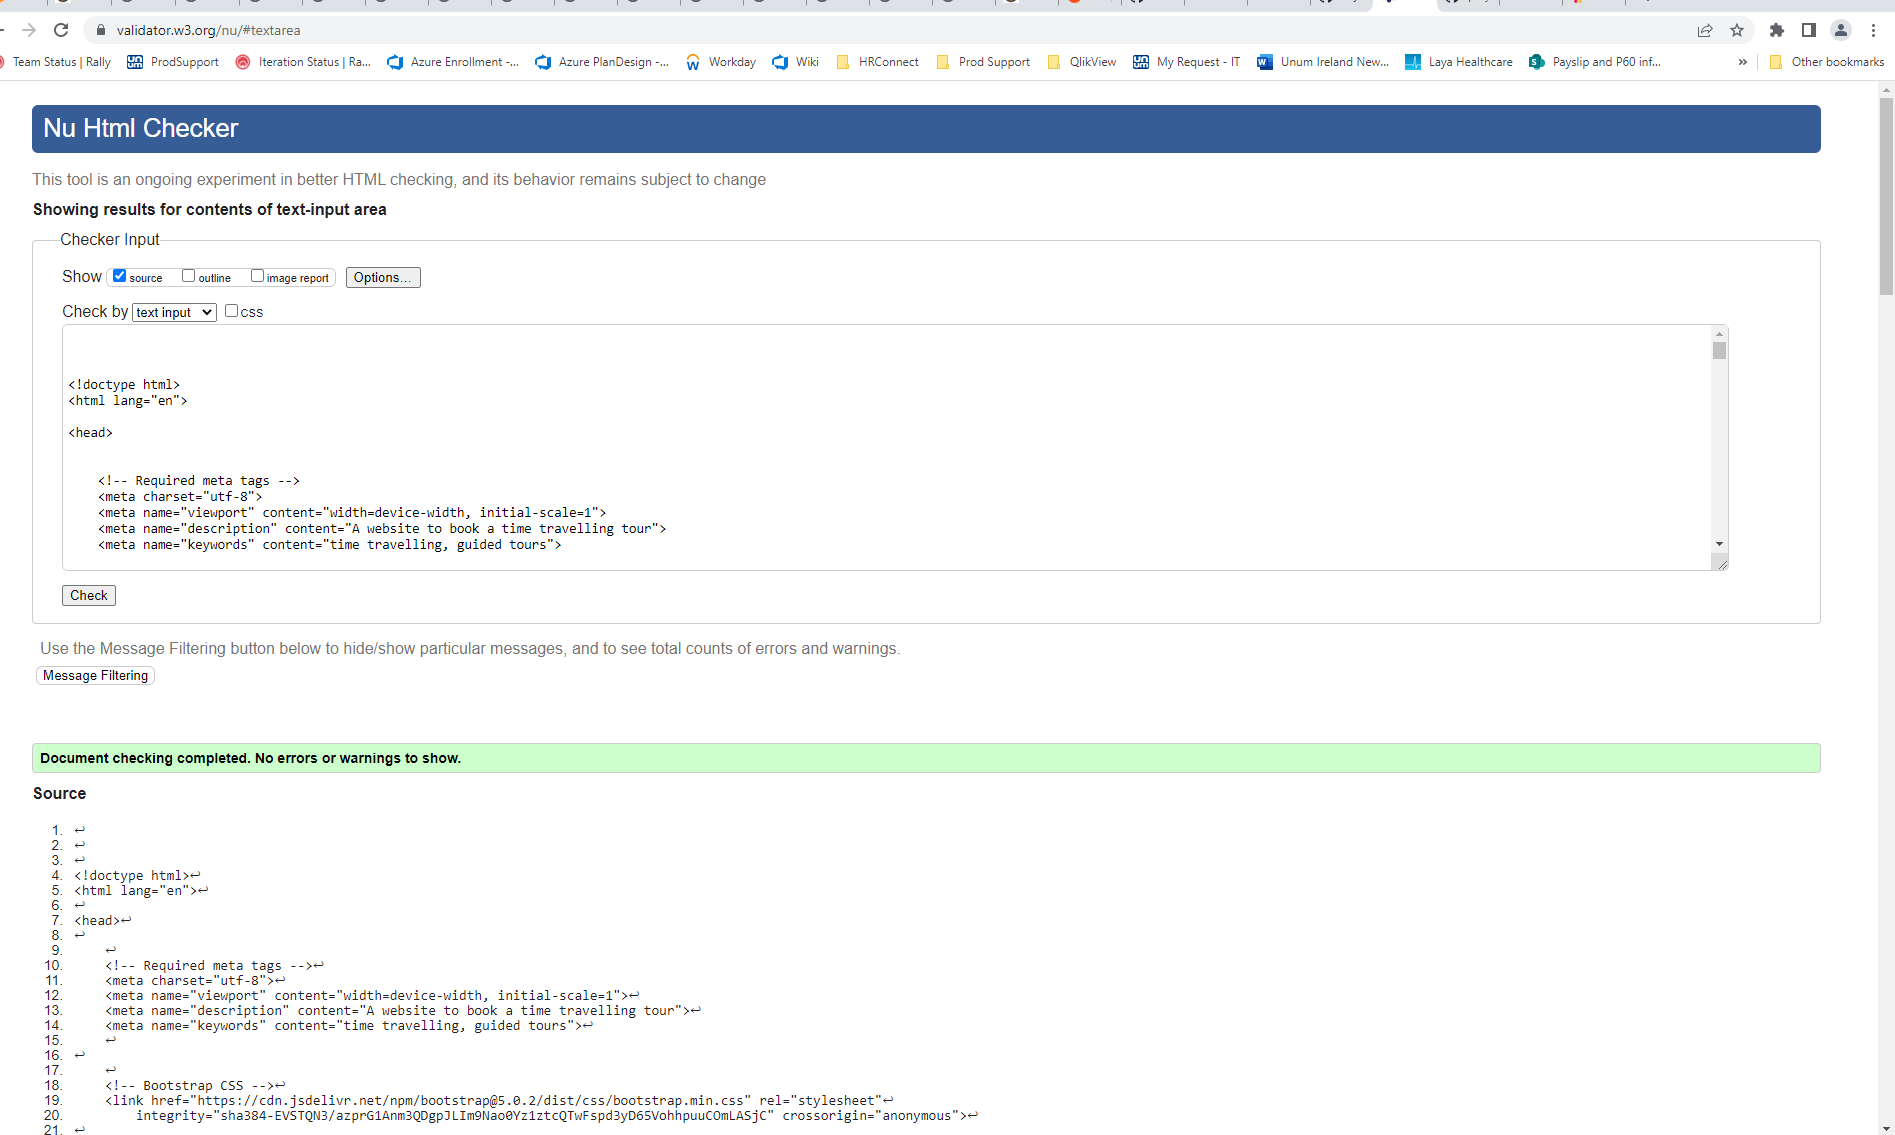 validator.w3.org/nu/#textarea
Team Status | Rally ProdSupport Iteration Status | Ra... Azure Enrollment -... Azure PlanDesign -... Workday Wiki HRConnect Prod Support QlikView My Request - IT Unum Ireland New... Laya Healthcare Payslip and P60 inf... » Other bookmarks
Nu Html Checker
This tool is an ongoing experiment in better HTML checking, and its behavior remains subject to change
Showing results for contents of text-input area
Checker Input
Show source outline image report Options...
Check by text input css
<!doctype html>
<html lang="en">
<head>
<!-- Required meta tags -->
<meta charset="utf-8">
<meta name="viewport" content="width=device-width, initial-scale=1">
<meta name="description" content="A website to book a time travelling tour">
<meta name="keywords" content="time travelling, guided tours">
Check
Use the Message Filtering button below to hide/show particular messages, and to see total counts of errors and warnings.
Message Filtering
Document checking completed. No errors or warnings to show.
Source
1. ↩
2. ↩
3. ↩
4. <!doctype html>↩
5. <html lang="en">↩
6. ↩
7. <head>↩
8. ↩
9. ↩
10. <!-- Required meta tags -->↩
11. <meta charset="utf-8">↩
12. <meta name="viewport" content="width=device-width, initial-scale=1">↩
13. <meta name="description" content="A website to book a time travelling tour">↩
14. <meta name="keywords" content="time travelling, guided tours">↩
15. ↩
16. ↩
17. ↩
18. <!-- Bootstrap CSS -->↩
19. <link href="https://cdn.jsdelivr.net/npm/bootstrap@5.0.2/dist/css/bootstrap.min.css" rel="stylesheet"↩
20. integrity="sha384-EVSTQN3/azprG1Anm3QDgpJLIm9Nao0Yz1ztcQTwFspd3yD65VohhpuuCOmLASjC" crossorigin="anonymous">↩
21. ↩